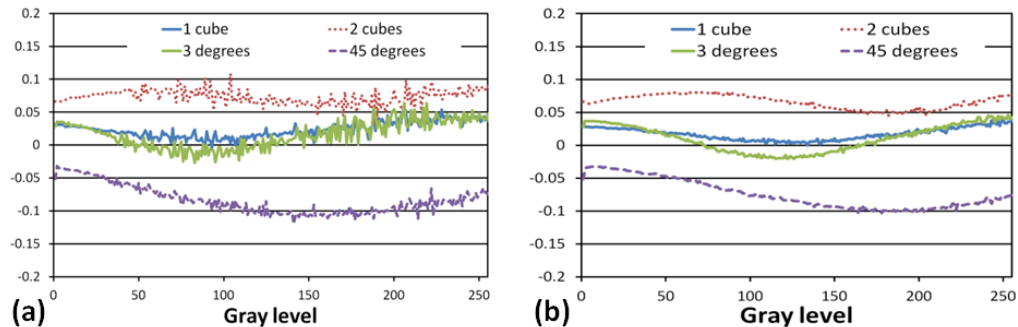 0.2
0.15
0.1
0.05
0
-0.05
-0.1
-0.15
-0.2
1 cube
2 cubes
3 degrees
45 degrees
0 50 100 150 200 250
(a) Gray level
0.2
0.15
0.1
0.05
0
-0.05
-0.1
-0.15
-0.2
1 cube
2 cubes
3 degrees
45 degrees
0 50 100 150 200 250
(b) Gray level